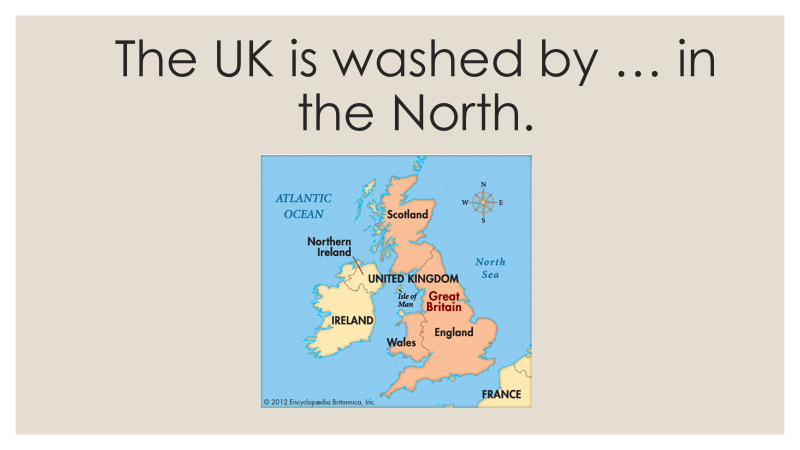 The UK is washed by … in
the North.
ATLANTIC
OCEAN
N
W
E
S
Scotland
Northern
Ireland
North
Sea
UNITED KINGDOM
Isle of
Man
Great
Britain
IRELAND
England
Wales
FRANCE
© 2012 Encyclopædia Britannica, Inc.